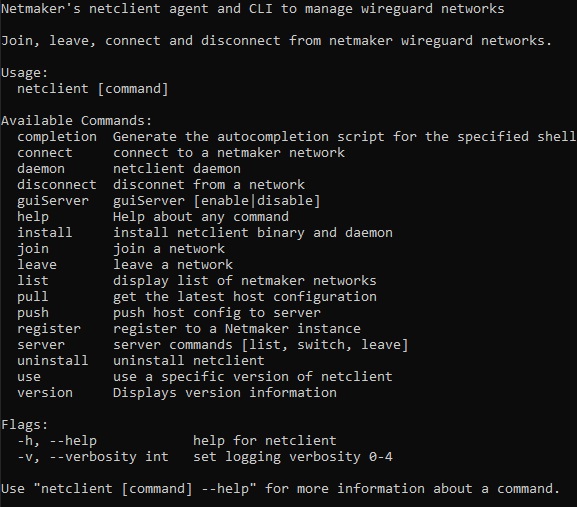 Netmaker's netclient agent and CLI to manage wireguard networks
Join, leave, connect and disconnect from netmaker wireguard networks.
Usage:
  netclient [command]
Available Commands:
  completion  Generate the autocompletion script for the specified shell
  connect     connect to a netmaker network
  daemon      netclient daemon
  disconnect  disconnet from a network
  guiServer   guiServer [enable|disable]
  help        Help about any command
  install     install netclient binary and daemon
  join        join a network
  leave       leave a network
  list        display list of netmaker networks
  pull        get the latest host configuration
  push        push host config to server
  register    register to a Netmaker instance
  server      server commands [list, switch, leave]
  uninstall   uninstall netclient
  use         use a specific version of netclient
  version     Displays version information
Flags:
  -h, --help            help for netclient
  -v, --verbosity int   set logging verbosity 0-4
Use "netclient [command] --help" for more information about a command.